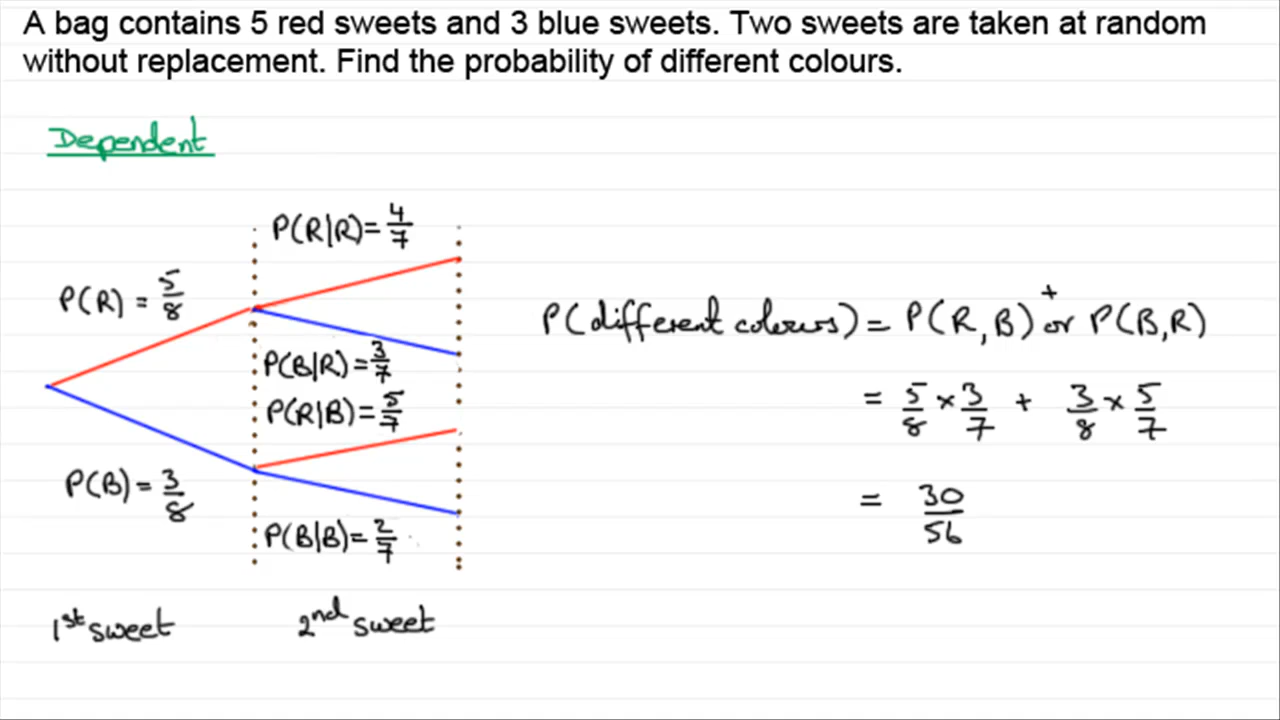 A bag contains 5 red sweets and 3 blue sweets. Two sweets are taken at random
without replacement. Find the probability of different colours.
Dependent
P(R|R)= 4/7
P(R) = 5/8
P(B|R)= 3/7
P(R|B)= 5/7
P(B)= 3/8
P(B|B)= 2/7
1st sweet
2nd sweet
+
P(different colours) = P(R,B) or P(B,R)
= 5/8 × 3/7 + 3/8 × 5/7
= 30/56